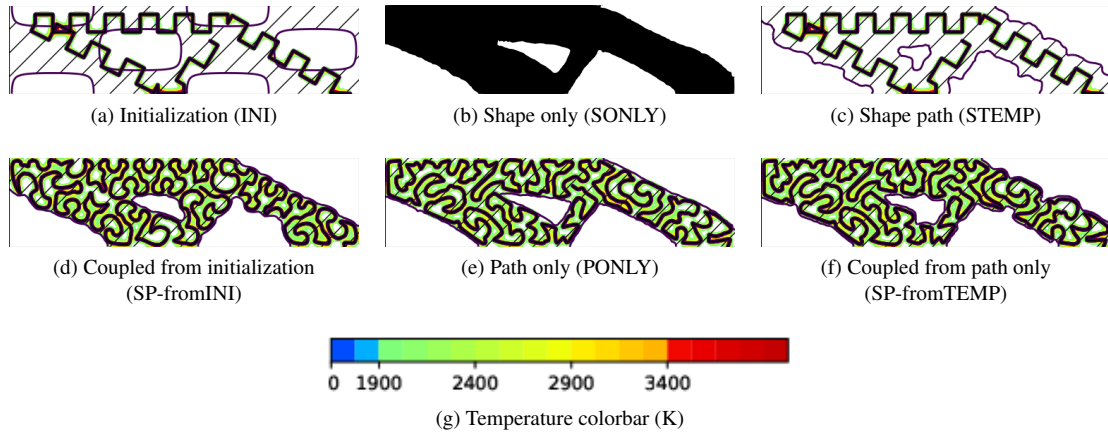 (a) Initialization (INI)
(b) Shape only (SONLY)
(c) Shape path (STEMP)
(d) Coupled from initialization
(SP-fromINI)
(e) Path only (PONLY)
(f) Coupled from path only
(SP-fromTEMP)
0 1900 2400 2900 3400
(g) Temperature colorbar (K)